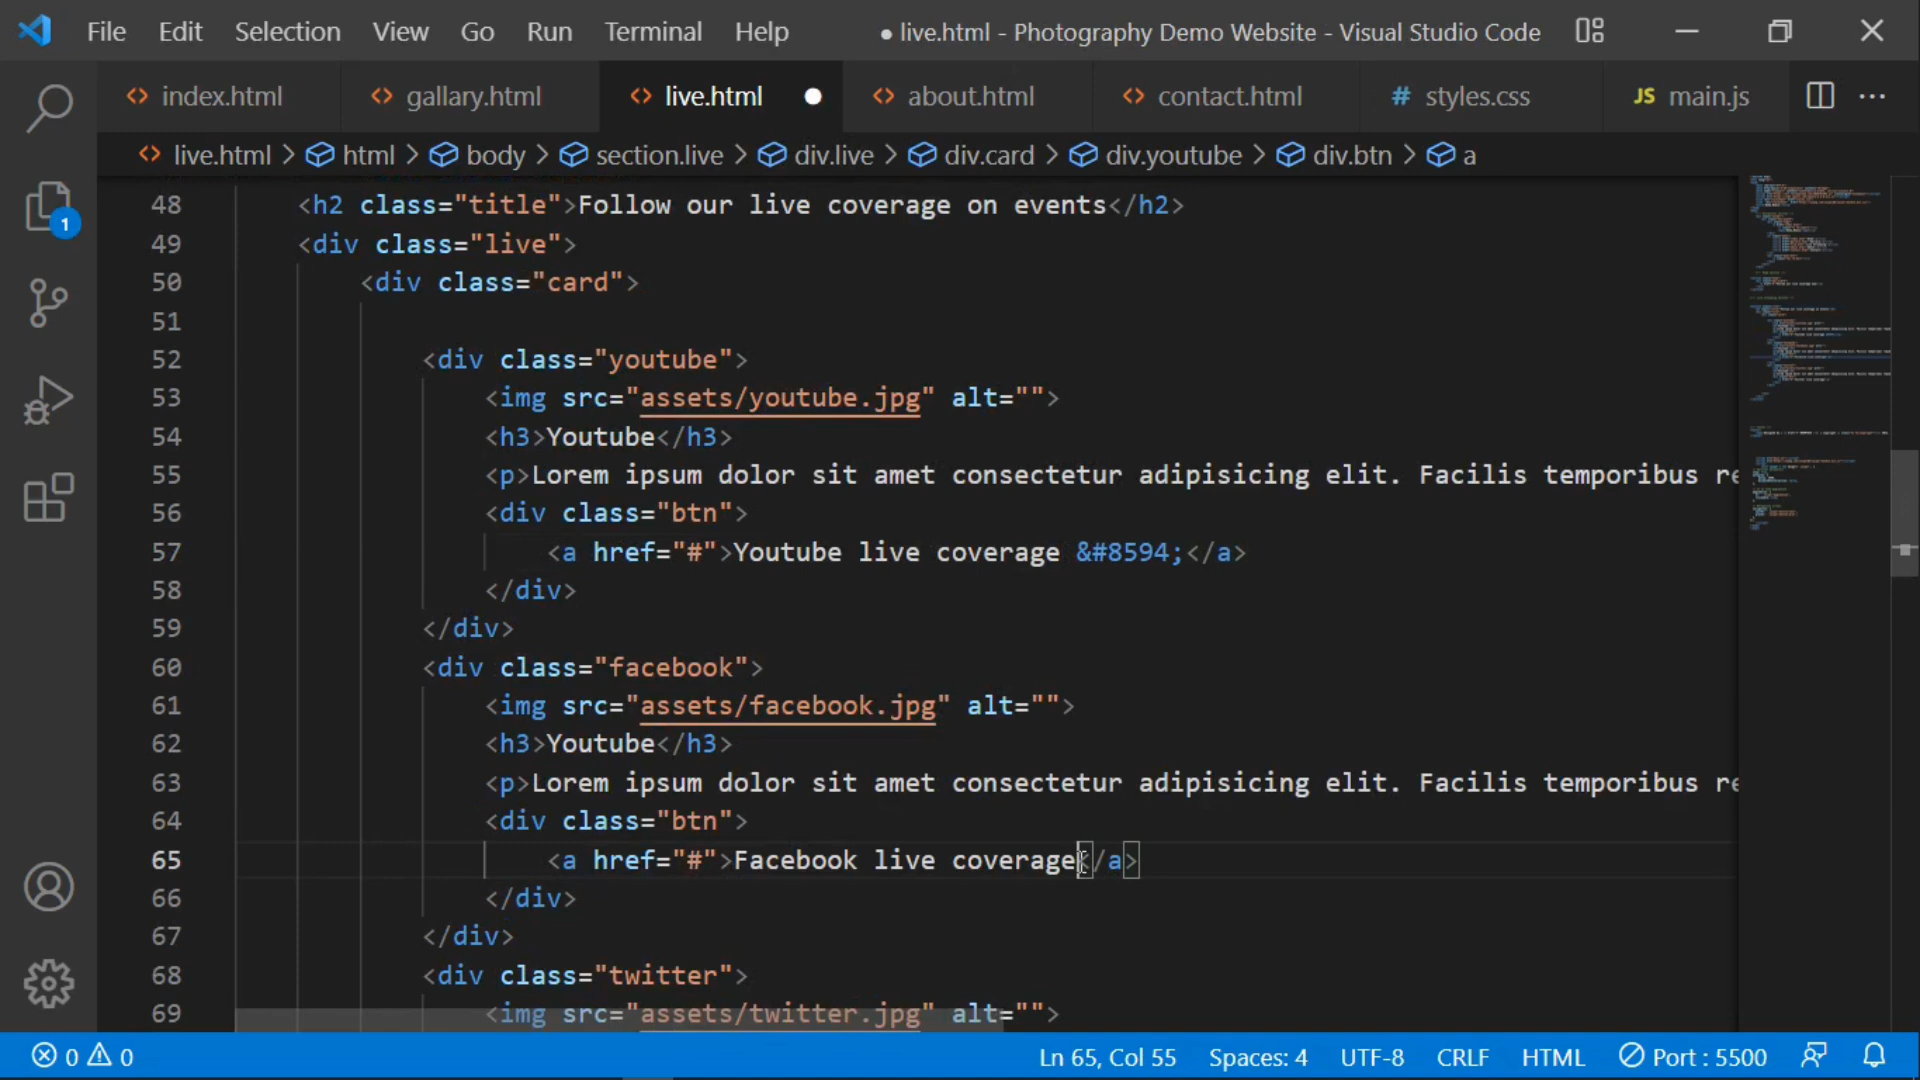 File Edit Selection View Go Run Terminal Help ● live.html - Photography Demo Website - Visual Studio Code
index.html gallary.html live.html about.html contact.html # styles.css JS main.js
live.html > html > body > section.live > div.live > div.card > div.youtube > div.btn > a
48 <h2 class="title">Follow our live coverage on events</h2>
49 <div class="live">
50 <div class="card">
51
52 <div class="youtube">
53 <img src="assets/youtube.jpg" alt="">
54 <h3>Youtube</h3>
55 <p>Lorem ipsum dolor sit amet consectetur adipisicing elit. Facilis temporibus re
56 <div class="btn">
57 <a href="#">Youtube live coverage &#8594;</a>
58 </div>
59 </div>
60 <div class="facebook">
61 <img src="assets/facebook.jpg" alt="">
62 <h3>Youtube</h3>
63 <p>Lorem ipsum dolor sit amet consectetur adipisicing elit. Facilis temporibus re
64 <div class="btn">
65 <a href="#">Facebook live coverage</a>
66 </div>
67 </div>
68 <div class="twitter">
69 <img src="assets/twitter.jpg" alt="">
1
0 0 Ln 65, Col 55 Spaces: 4 UTF-8 CRLF HTML Port : 5500